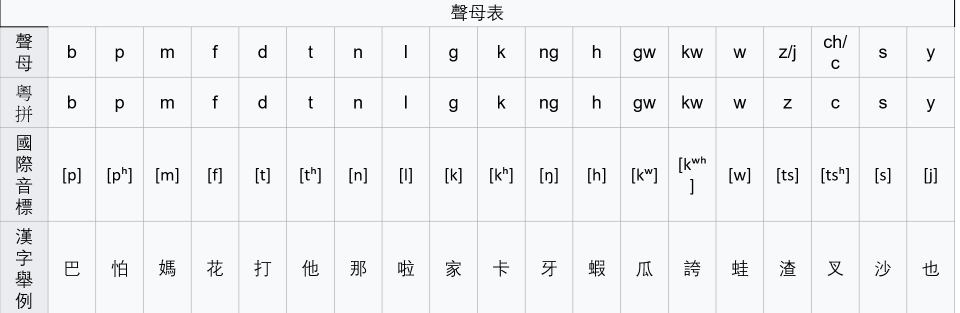 聲母表
聲母 b p m f d t n l g k ng h gw kw w z/j ch/c s y
粵拼 b p m f d t n l g k ng h gw kw w z c s y
國際音標 [p] [pʰ] [m] [f] [t] [tʰ] [n] [l] [k] [kʰ] [ŋ] [h] [kʷ] [kʷʰ] [w] [ts] [tsʰ] [s] [j]
漢字舉例 巴 怕 媽 花 打 他 那 啦 家 卡 牙 蝦 瓜 誇 蛙 渣 叉 沙 也